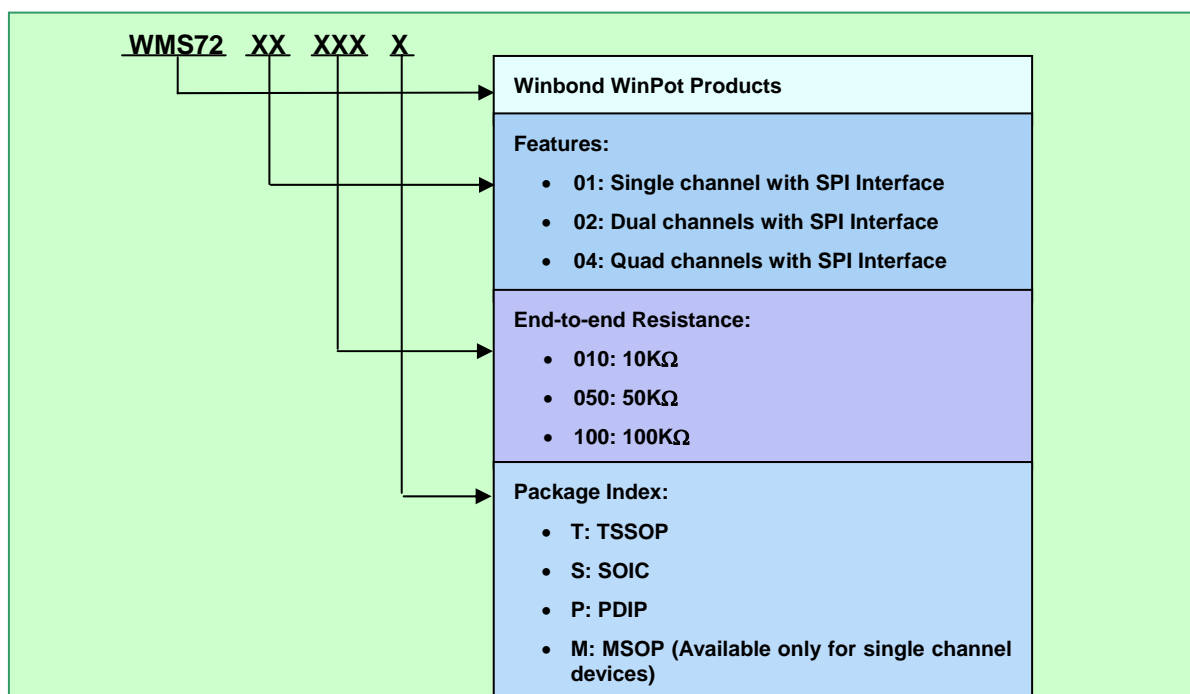 WMS72 XX XXX X
Winbond WinPot Products
Features:
• 01: Single channel with SPI Interface
• 02: Dual channels with SPI Interface
• 04: Quad channels with SPI Interface
End-to-end Resistance:
• 010: 10KΩ
• 050: 50KΩ
• 100: 100KΩ
Package Index:
• T: TSSOP
• S: SOIC
• P: PDIP
• M: MSOP (Available only for single channel
devices)